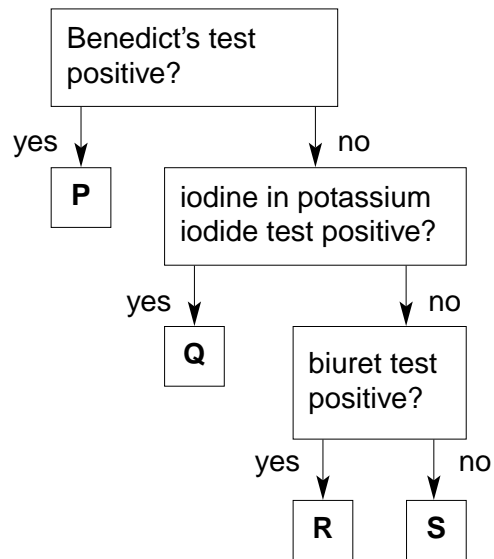 Benedict's test
positive?
yes
no
P
iodine in potassium
iodide test positive?
yes
no
Q
biuret test
positive?
yes
no
R
S